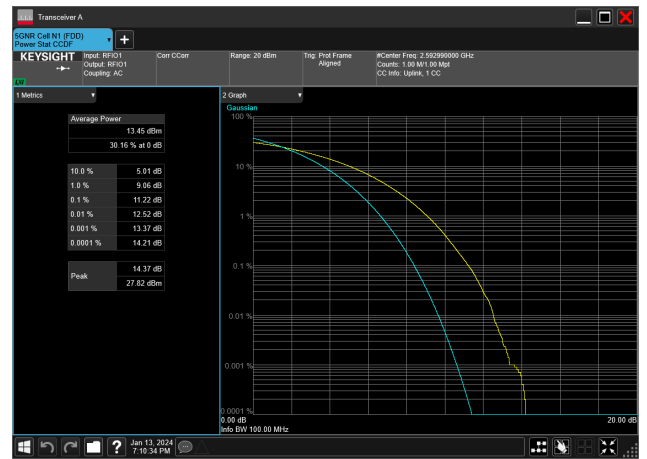 Transceiver A
5GNR Cell N1 (FDD)
Power Stat CCDF
KEYSIGHT
LW
Input: RFIO1
Output: RFIO1
Coupling: AC
Corr CCorr
Range: 20 dBm
Trig: Prot Frame
Aligned
#Center Freq: 2.592990000 GHz
Counts: 1.00 M/1.00 Mpt
CC Info: Uplink, 1 CC
1 Metrics
Average Power
13.45 dBm
30.16 % at 0 dB
10.0 % 5.01 dB
1.0 % 9.06 dB
0.1 % 11.22 dB
0.01 % 12.52 dB
0.001 % 13.37 dB
0.0001 % 14.21 dB
Peak 14.37 dB
27.82 dBm
2 Graph
Gaussian
100 %
10 %
1 %
0.1 %
0.01 %
0.001 %
0.0001 %
0.00 dB 20.00 dB
Info BW 100.00 MHz
? Jan 13, 2024
7:10:34 PM